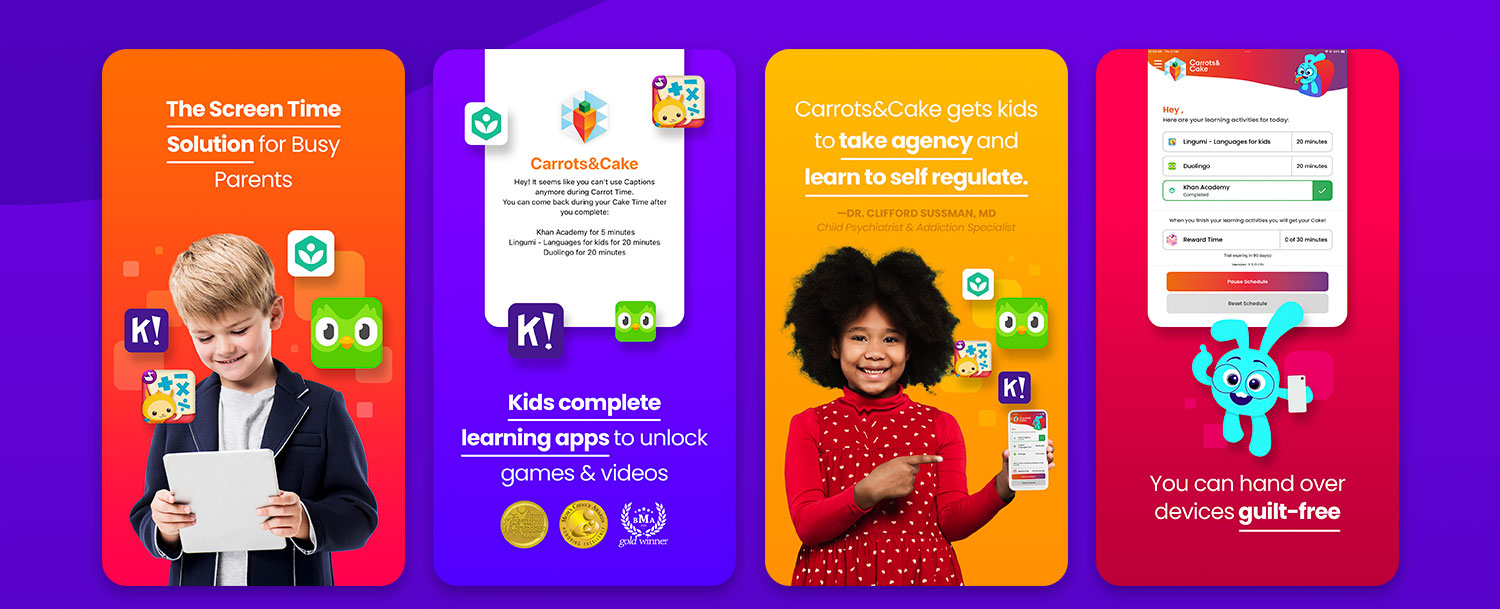 The Screen Time
Solution for Busy
Parents
K!
Carrots&Cake
Hey! It seems like you can't use Captions
anymore during Carrot Time.
You can come back during your Cake Time after
you complete:
Khan Academy for 5 minutes
Lingumi - Languages for kids for 20 minutes
Duolingo for 20 minutes
K!
Kids complete
learning apps to unlock
games & videos
BMA
gold winner
Carrots&Cake gets kids
to take agency and
learn to self regulate.
—DR. CLIFFORD SUSSMAN, MD
Child Psychiatrist & Addiction Specialist
K!
Carrots&
Cake
Hey ,
Here are your learning activities for today:
Lingumi - Languages for kids 20 minutes
Duolingo 20 minutes
Khan Academy
Completed
When you finish your learning activities you will get your Cake!
Reward Time 0 of 30 minutes
Trial expiring in 90 day(s)
Pause Schedule
Reset Schedule
You can hand over
devices guilt-free